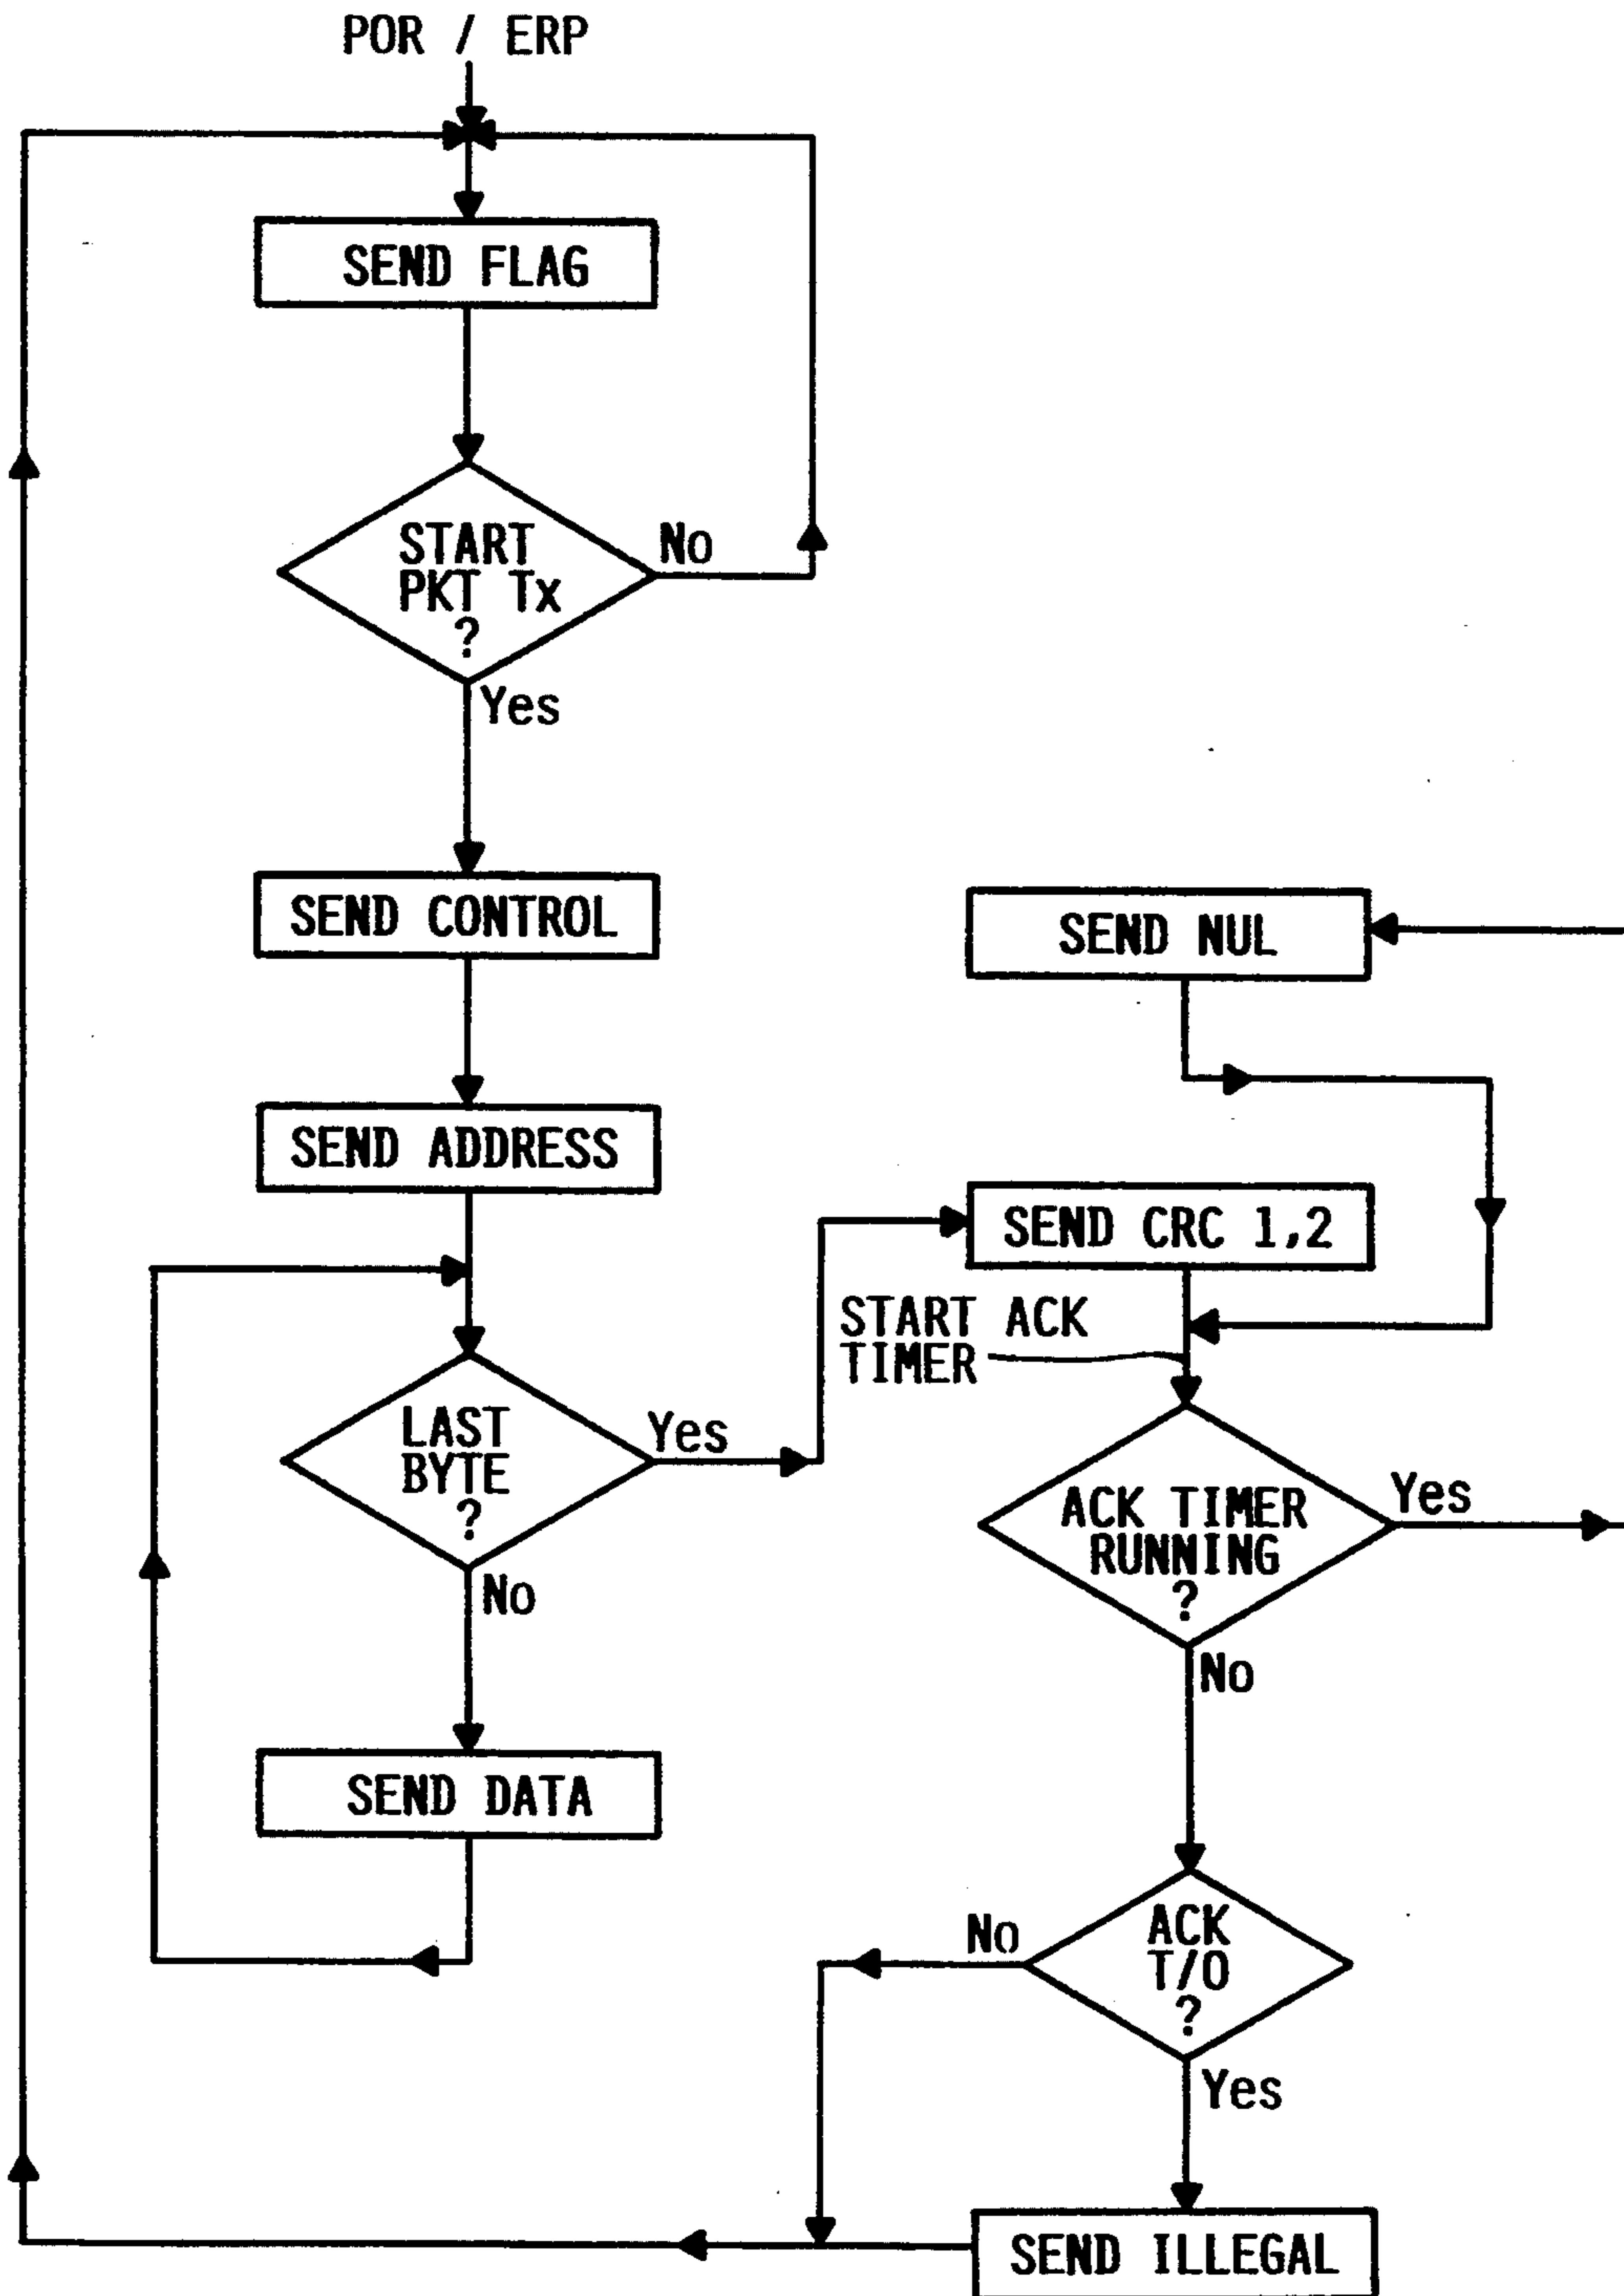 POR / ERP
SEND FLAG
START
PKT Tx
?
No
Yes
SEND CONTROL
SEND ADDRESS
LAST
BYTE
?
Yes
No
SEND DATA
SEND NUL
SEND CRC 1,2
START ACK
TIMER
ACK TIMER
RUNNING
?
Yes
No
ACK
T/O
?
No
Yes
SEND ILLEGAL